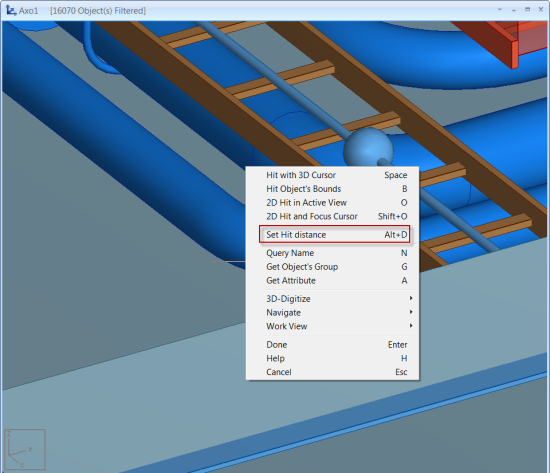 Axo1 [16070 Object(s) Filtered]
Hit with 3D Cursor Space
Hit Object's Bounds B
2D Hit in Active View O
2D Hit and Focus Cursor Shift+O
Set Hit distance Alt+D
Query Name N
Get Object's Group G
Get Attribute A
3D-Digitize
Navigate
Work View
Done Enter
Help H
Cancel Esc
Z